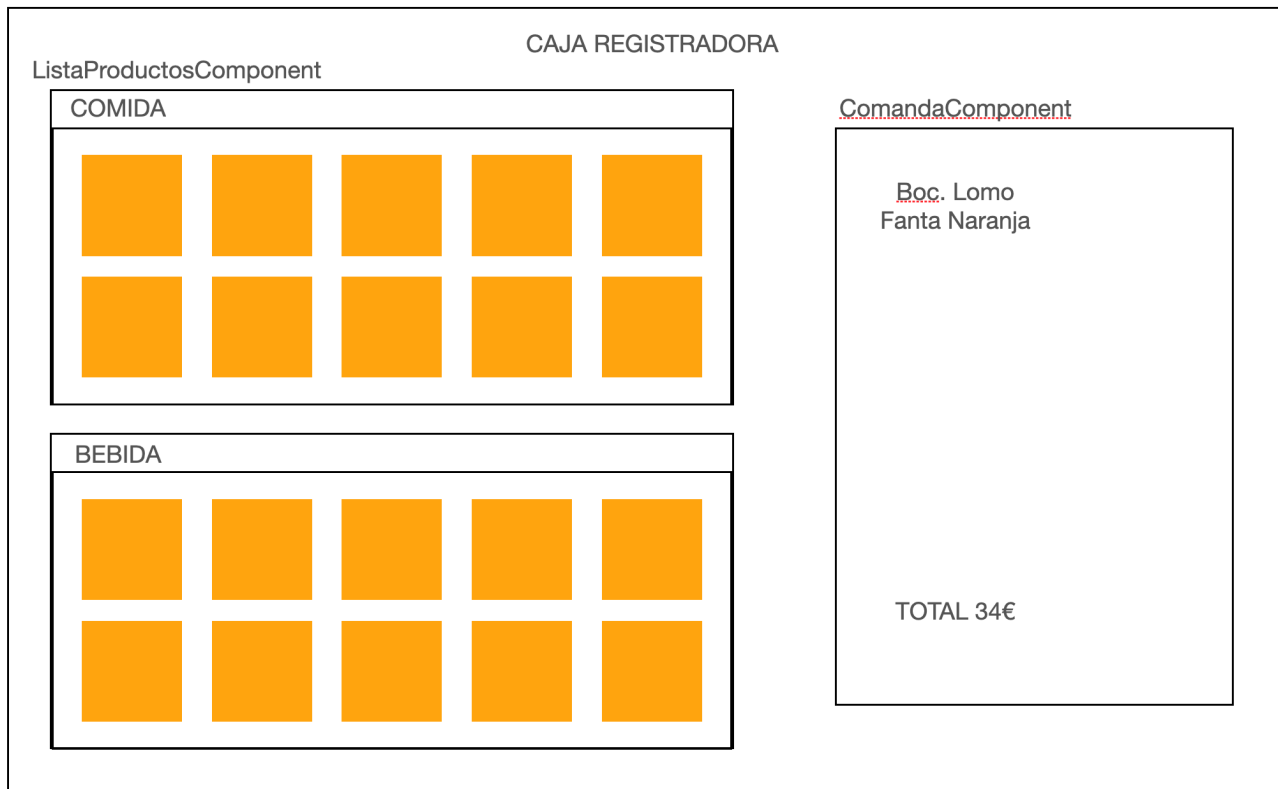 CAJA REGISTRADORA
ListaProductosComponent
COMIDA
BEBIDA
ComandaComponent
Boc. Lomo
Fanta Naranja
TOTAL 34€